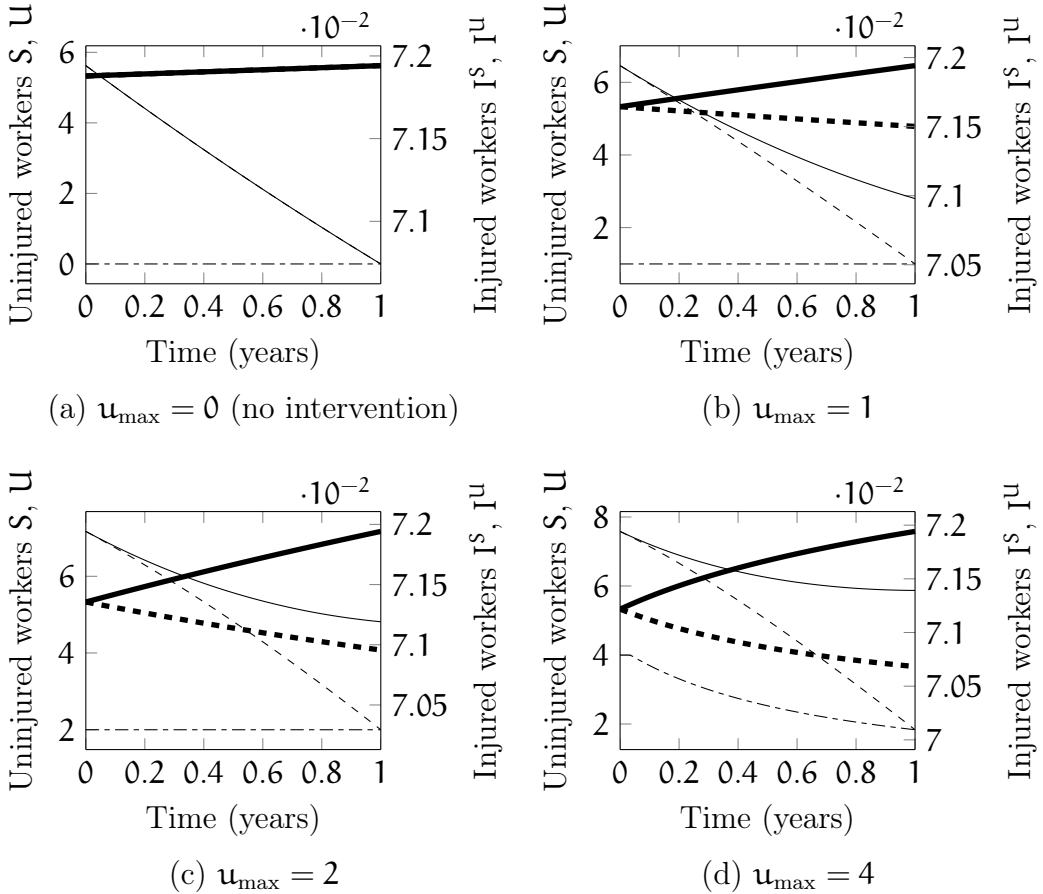 ·10⁻²
Uninjured workers S, U
6
4
2
0
7.2
7.15
7.1
Injured workers Iˢ, Iᵘ
0 0.2 0.4 0.6 0.8 1
Time (years)
(a) u_max = 0 (no intervention)
·10⁻²
Uninjured workers S, U
6
4
2
7.2
7.15
7.1
7.05
Injured workers Iˢ, Iᵘ
0 0.2 0.4 0.6 0.8 1
Time (years)
(b) u_max = 1
·10⁻²
Uninjured workers S, U
6
4
2
7.2
7.15
7.1
7.05
Injured workers Iˢ, Iᵘ
0 0.2 0.4 0.6 0.8 1
Time (years)
(c) u_max = 2
·10⁻²
Uninjured workers S, U
8
6
4
2
7.2
7.15
7.1
7.05
7
Injured workers Iˢ, Iᵘ
0 0.2 0.4 0.6 0.8 1
Time (years)
(d) u_max = 4